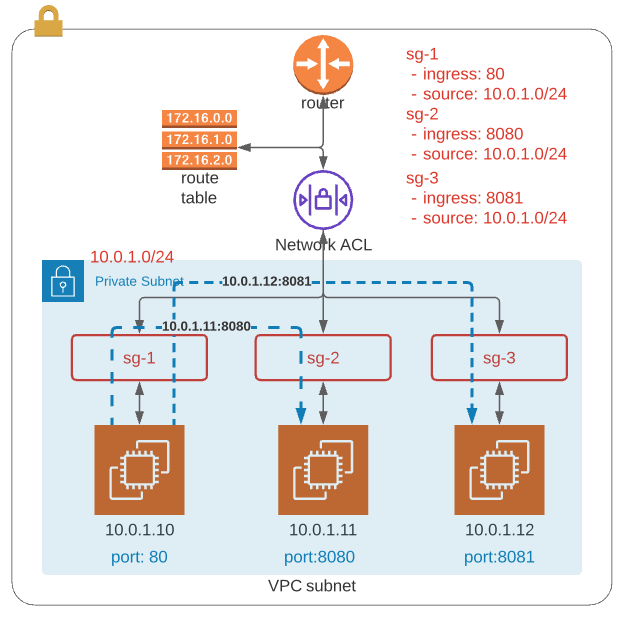 router
sg-1
- ingress: 80
- source: 10.0.1.0/24
sg-2
- ingress: 8080
- source: 10.0.1.0/24
sg-3
- ingress: 8081
- source: 10.0.1.0/24
172.16.0.0
172.16.1.0
172.16.2.0
route
table
Network ACL
10.0.1.0/24
Private Subnet
10.0.1.12:8081
10.0.1.11:8080
sg-1
sg-2
sg-3
10.0.1.10
10.0.1.11
10.0.1.12
port: 80
port:8080
port:8081
VPC subnet